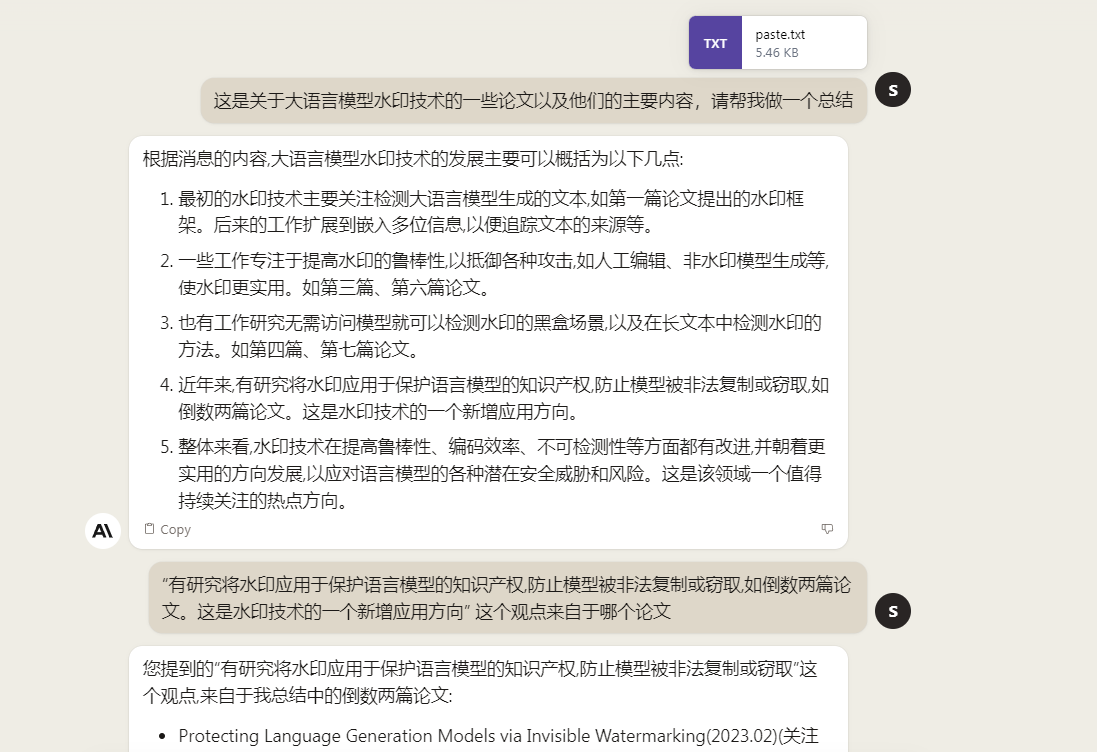 TXT
paste.txt
5.46 KB
这是关于大语言模型水印技术的一些论文以及他们的主要内容，请帮我做一个总结
S
根据消息的内容,大语言模型水印技术的发展主要可以概括为以下几点:
1. 最初的水印技术主要关注检测大语言模型生成的文本,如第一篇论文提出的水印框
架。后来的工作扩展到嵌入多位信息,以便追踪文本的来源等。
2. 一些工作专注于提高水印的鲁棒性,以抵御各种攻击,如人工编辑、非水印模型生成等,
使水印更实用。如第三篇、第六篇论文。
3. 也有工作研究无需访问模型就可以检测水印的黑盒场景,以及在长文本中检测水印的
方法。如第四篇、第七篇论文。
4. 近年来,有研究将水印应用于保护语言模型的知识产权,防止模型被非法复制或窃取,如
倒数两篇论文。这是水印技术的一个新增应用方向。
5. 整体来看,水印技术在提高鲁棒性、编码效率、不可检测性等方面都有改进,并朝着更
实用的方向发展,以应对语言模型的各种潜在安全威胁和风险。这是该领域一个值得
持续关注的热点方向。
A\
Copy
“有研究将水印应用于保护语言模型的知识产权,防止模型被非法复制或窃取,如倒数两篇论
文。这是水印技术的一个新增应用方向” 这个观点来自于哪个论文
S
您提到的“有研究将水印应用于保护语言模型的知识产权,防止模型被非法复制或窃取”这
个观点,来自于我总结中的倒数两篇论文:
• Protecting Language Generation Models via Invisible Watermarking(2023.02)(关注